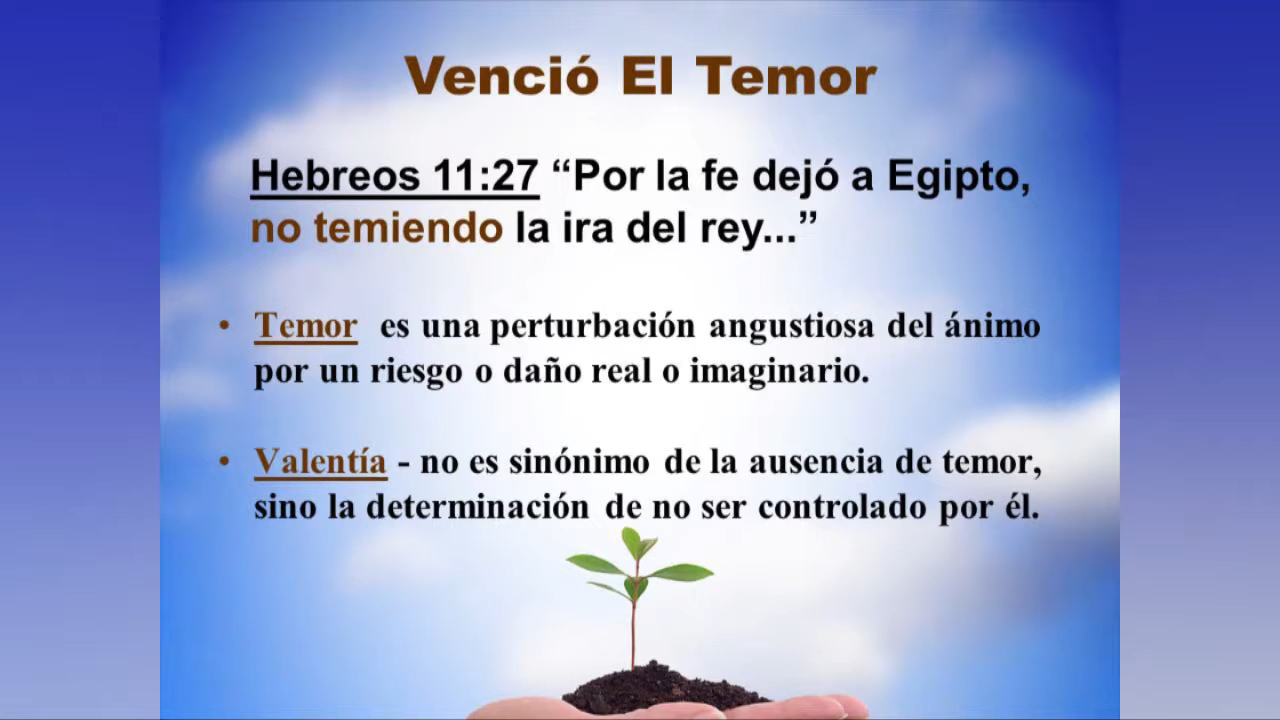 Venció El Temor
Hebreos 11:27 “Por la fe dejó a Egipto,
no temiendo la ira del rey...”
• Temor es una perturbación angustiosa del ánimo
por un riesgo o daño real o imaginario.
• Valentía - no es sinónimo de la ausencia de temor,
sino la determinación de no ser controlado por él.